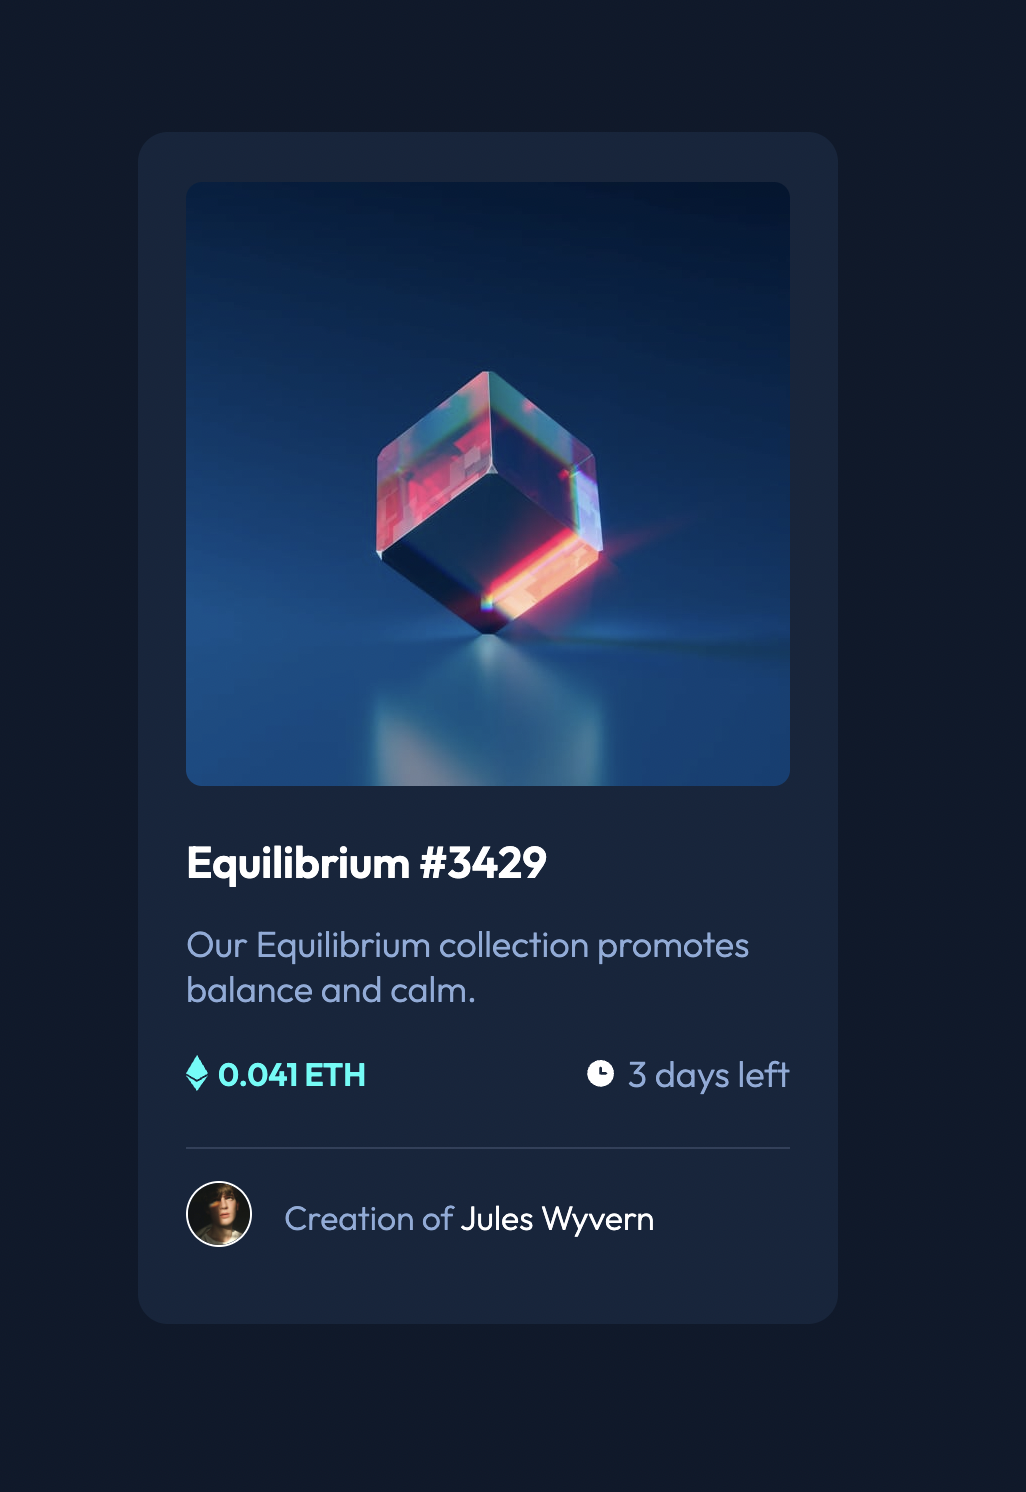 Equilibrium #3429
Our Equilibrium collection promotes
balance and calm.
0.041 ETH
3 days left
Creation of Jules Wyvern